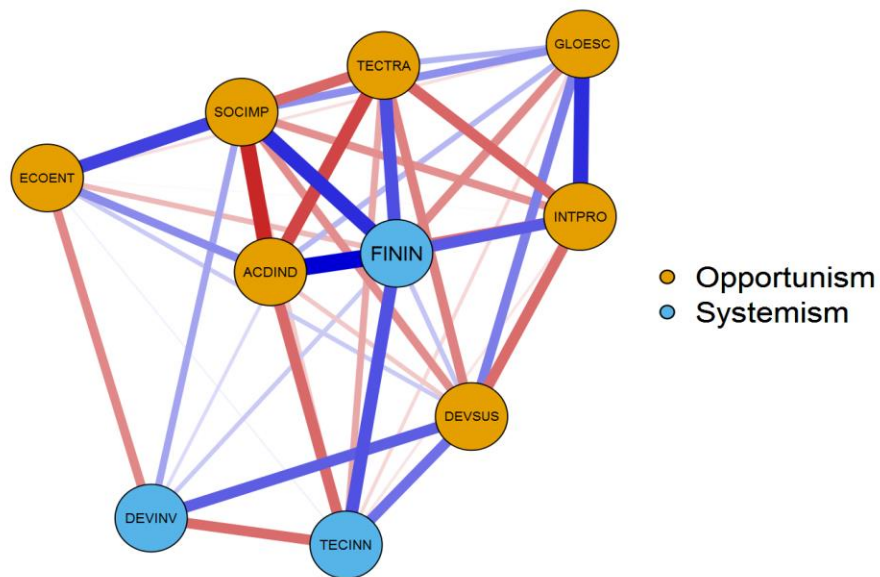 GLOESC
TECTRA
SOCIMP
ECOENT
INTPRO
FININ
ACDIND
Opportunism
Systemism
DEVSUS
DEVINV
TECINN